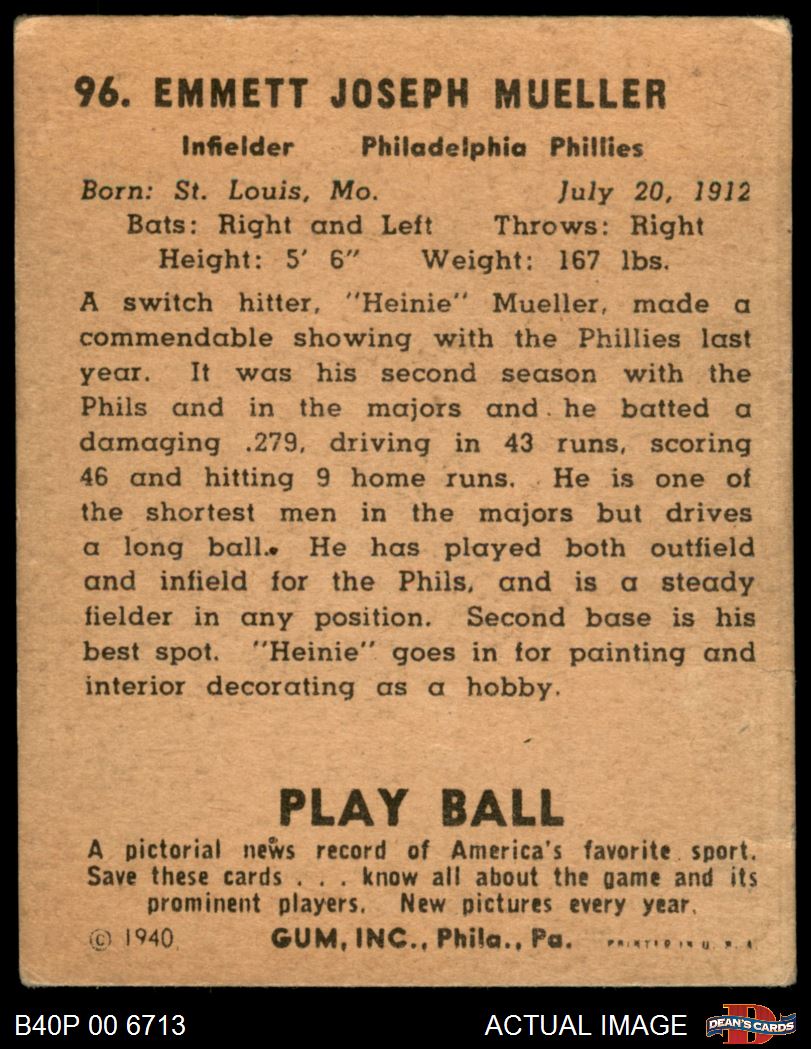 96. EMMETT JOSEPH MUELLER
Infielder Philadelphia Phillies
Born: St. Louis, Mo. July 20, 1912
Bats: Right and Left Throws: Right
Height: 5' 6" Weight: 167 lbs.
A switch hitter, "Heinie" Mueller, made a
commendable showing with the Phillies last
year. It was his second season with the
Phils and in the majors and he batted a
damaging .279, driving in 43 runs, scoring
46 and hitting 9 home runs. He is one of
the shortest men in the majors but drives
a long ball. He has played both outfield
and infield for the Phils, and is a steady
fielder in any position. Second base is his
best spot. "Heinie" goes in for painting and
interior decorating as a hobby.
PLAY BALL
A pictorial news record of America's favorite sport.
Save these cards . . . know all about the game and its
prominent players. New pictures every year.
© 1940 GUM, INC., Phila., Pa. PRINTED IN U. S. A.
B40P 00 6713 ACTUAL IMAGE D DEAN'S CARDS